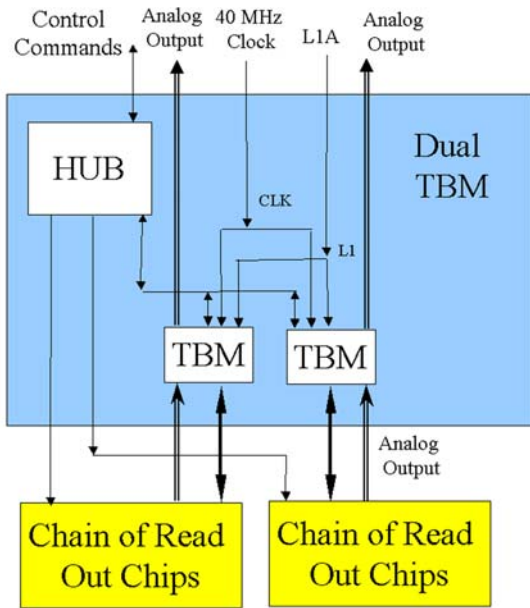 Control
Commands
Analog
Output
40 MHz
Clock
L1A
Analog
Output
HUB
Dual
TBM
CLK
L1
TBM
TBM
Analog
Output
Chain of Read
Out Chips
Chain of Read
Out Chips